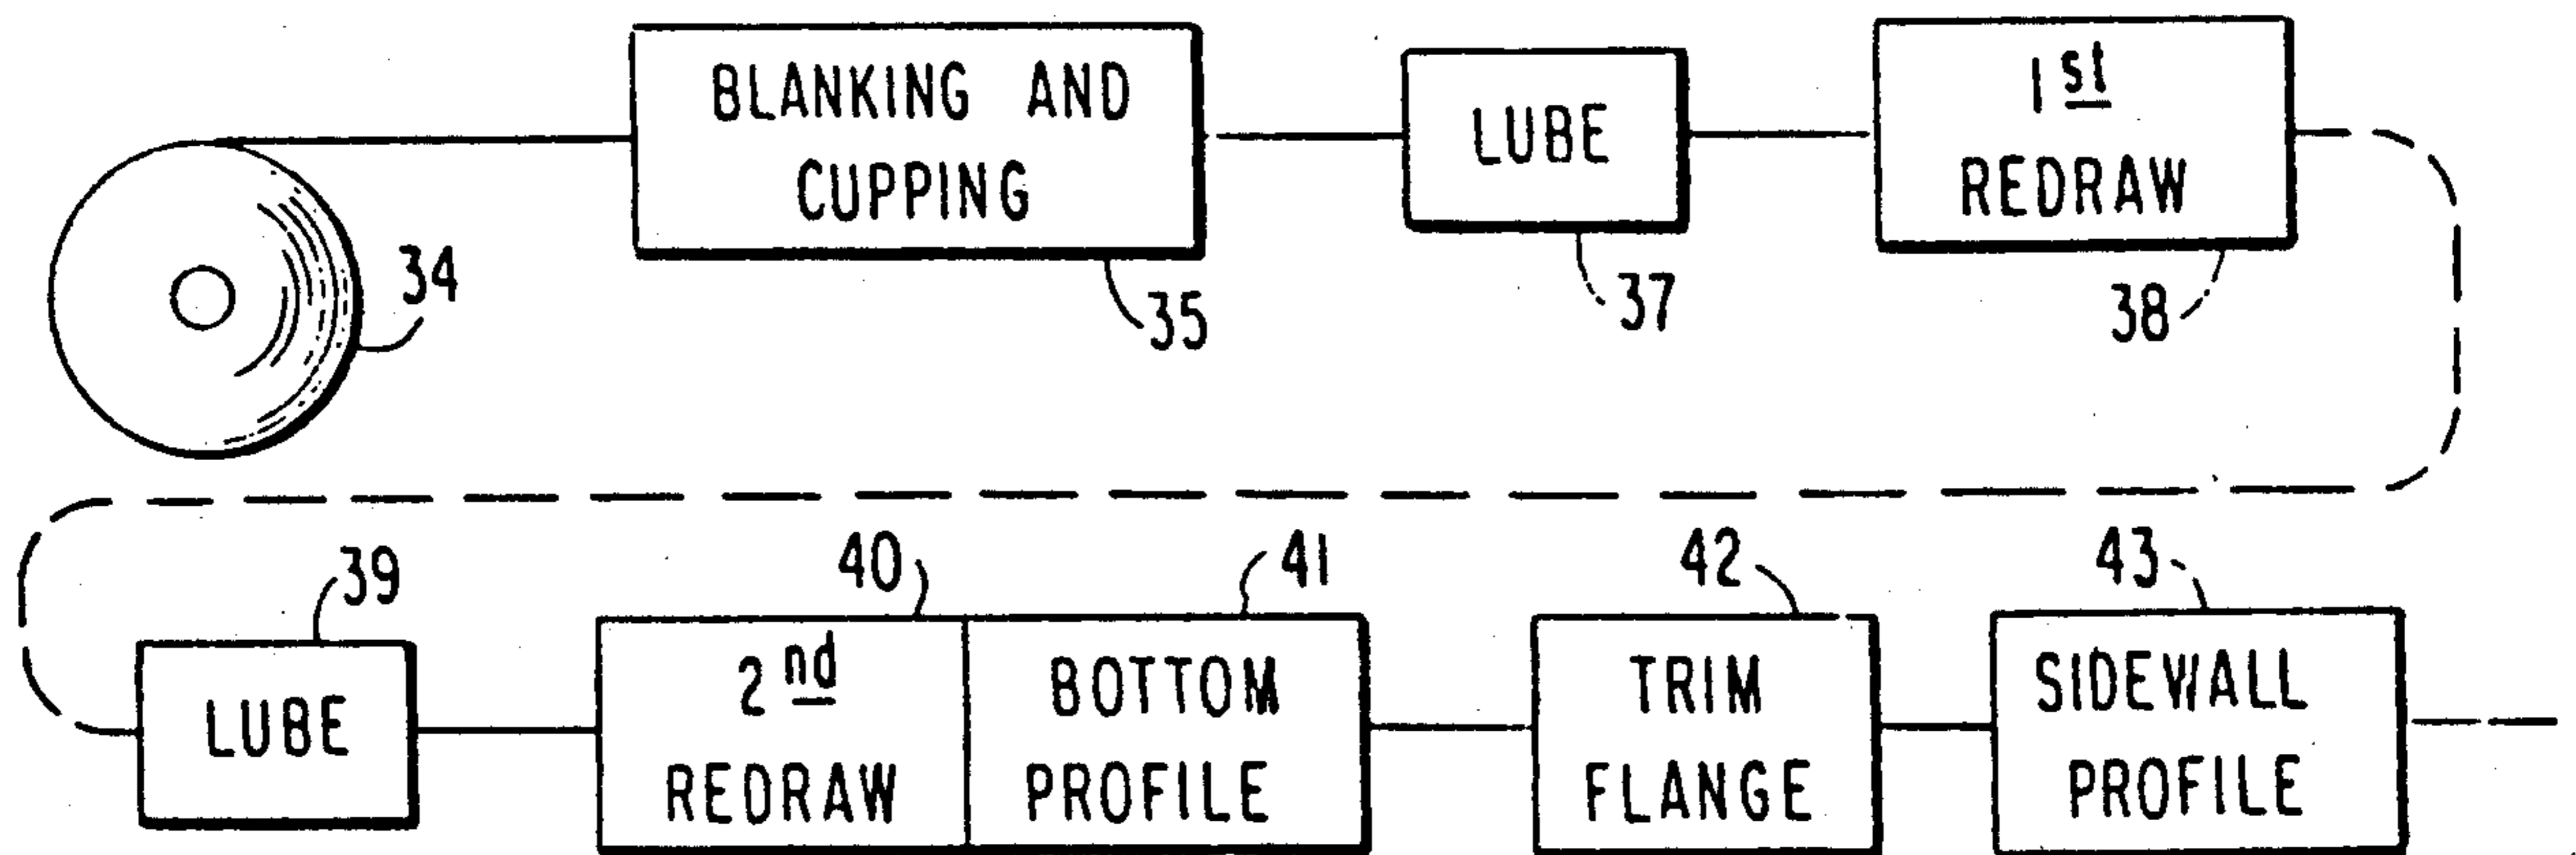 BLANKING AND
CUPPING
LUBE
1st
REDRAW
34
35
37
38
39
40
41
42
43
LUBE
2nd
REDRAW
BOTTOM
PROFILE
TRIM
FLANGE
SIDEWALL
PROFILE